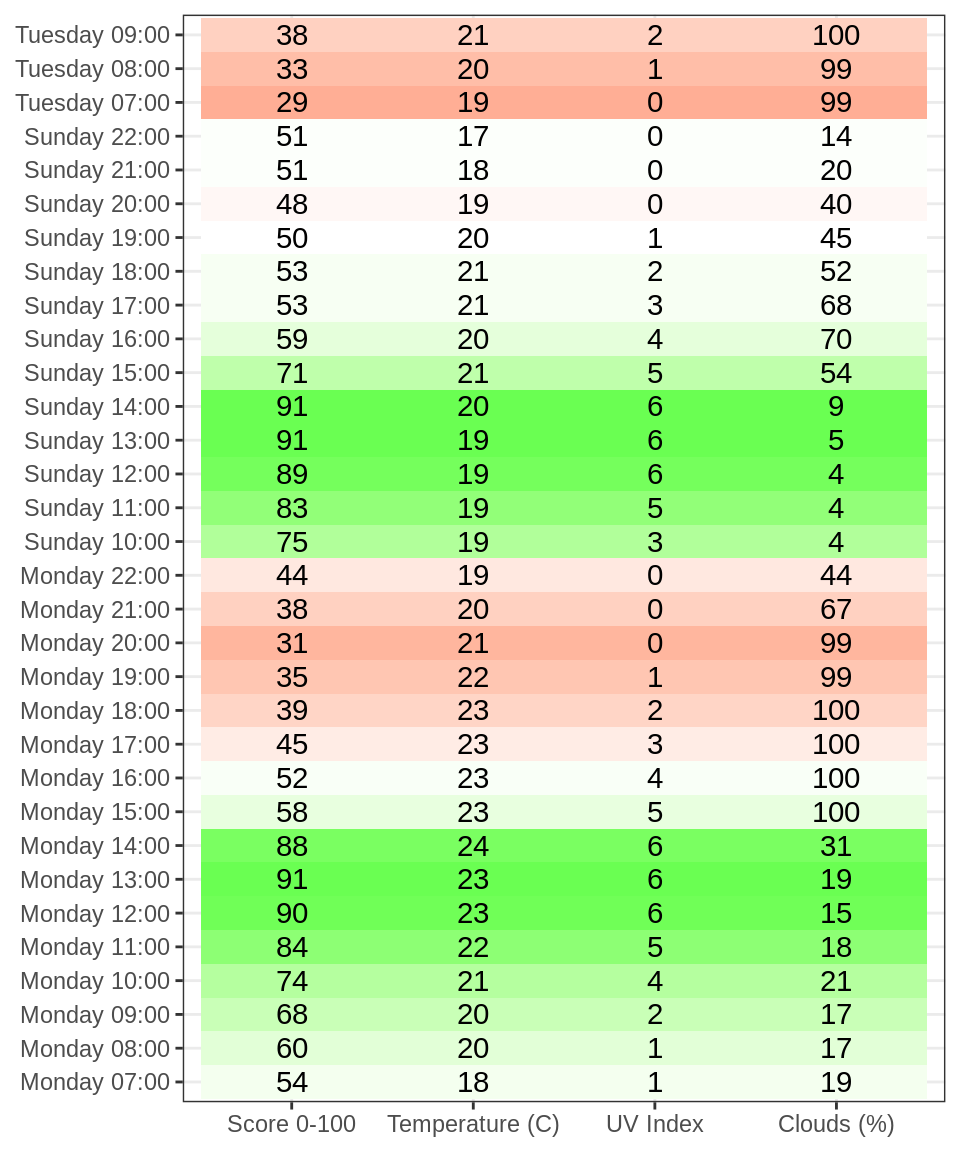 Tuesday 09:00 38 21 2 100
Tuesday 08:00 33 20 1 99
Tuesday 07:00 29 19 0 99
Sunday 22:00 51 17 0 14
Sunday 21:00 51 18 0 20
Sunday 20:00 48 19 0 40
Sunday 19:00 50 20 1 45
Sunday 18:00 53 21 2 52
Sunday 17:00 53 21 3 68
Sunday 16:00 59 20 4 70
Sunday 15:00 71 21 5 54
Sunday 14:00 91 20 6 9
Sunday 13:00 91 19 6 5
Sunday 12:00 89 19 6 4
Sunday 11:00 83 19 5 4
Sunday 10:00 75 19 3 4
Monday 22:00 44 19 0 44
Monday 21:00 38 20 0 67
Monday 20:00 31 21 0 99
Monday 19:00 35 22 1 99
Monday 18:00 39 23 2 100
Monday 17:00 45 23 3 100
Monday 16:00 52 23 4 100
Monday 15:00 58 23 5 100
Monday 14:00 88 24 6 31
Monday 13:00 91 23 6 19
Monday 12:00 90 23 6 15
Monday 11:00 84 22 5 18
Monday 10:00 74 21 4 21
Monday 09:00 68 20 2 17
Monday 08:00 60 20 1 17
Monday 07:00 54 18 1 19
Score 0-100 Temperature (C) UV Index Clouds (%)